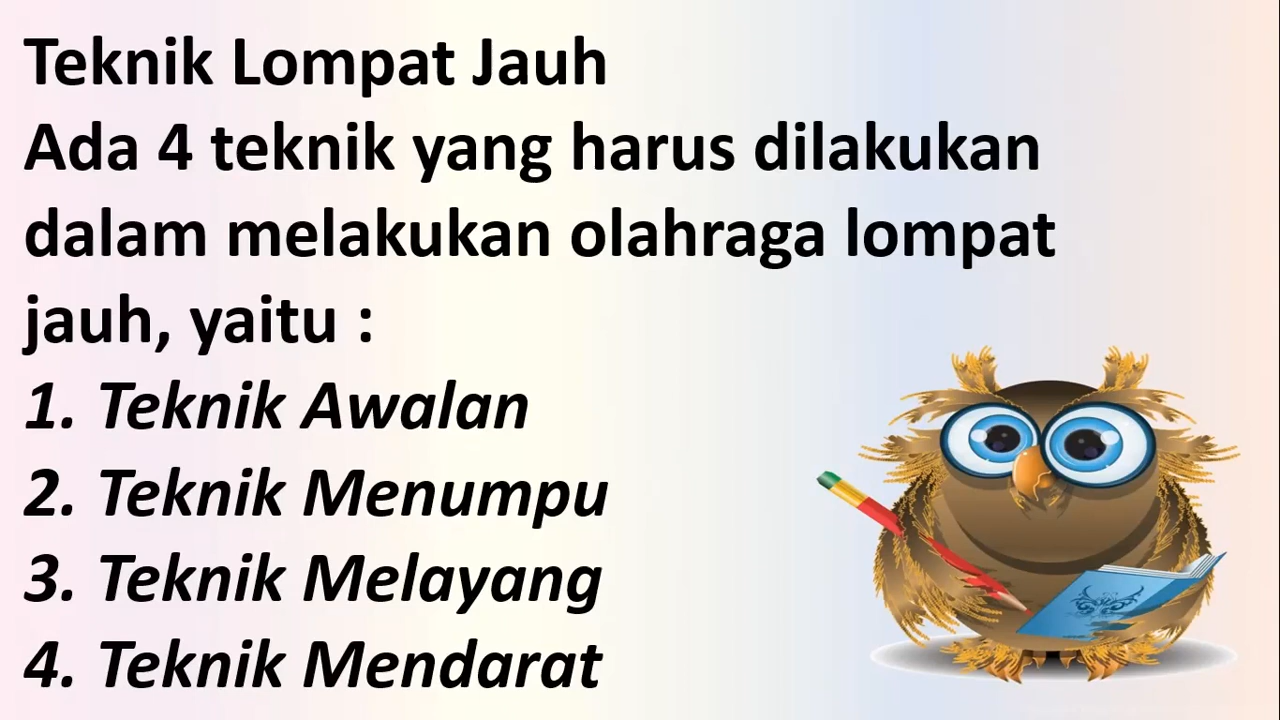 Teknik Lompat Jauh
Ada 4 teknik yang harus dilakukan
dalam melakukan olahraga lompat
jauh, yaitu :
1. Teknik Awalan
2. Teknik Menumpu
3. Teknik Melayang
4. Teknik Mendarat